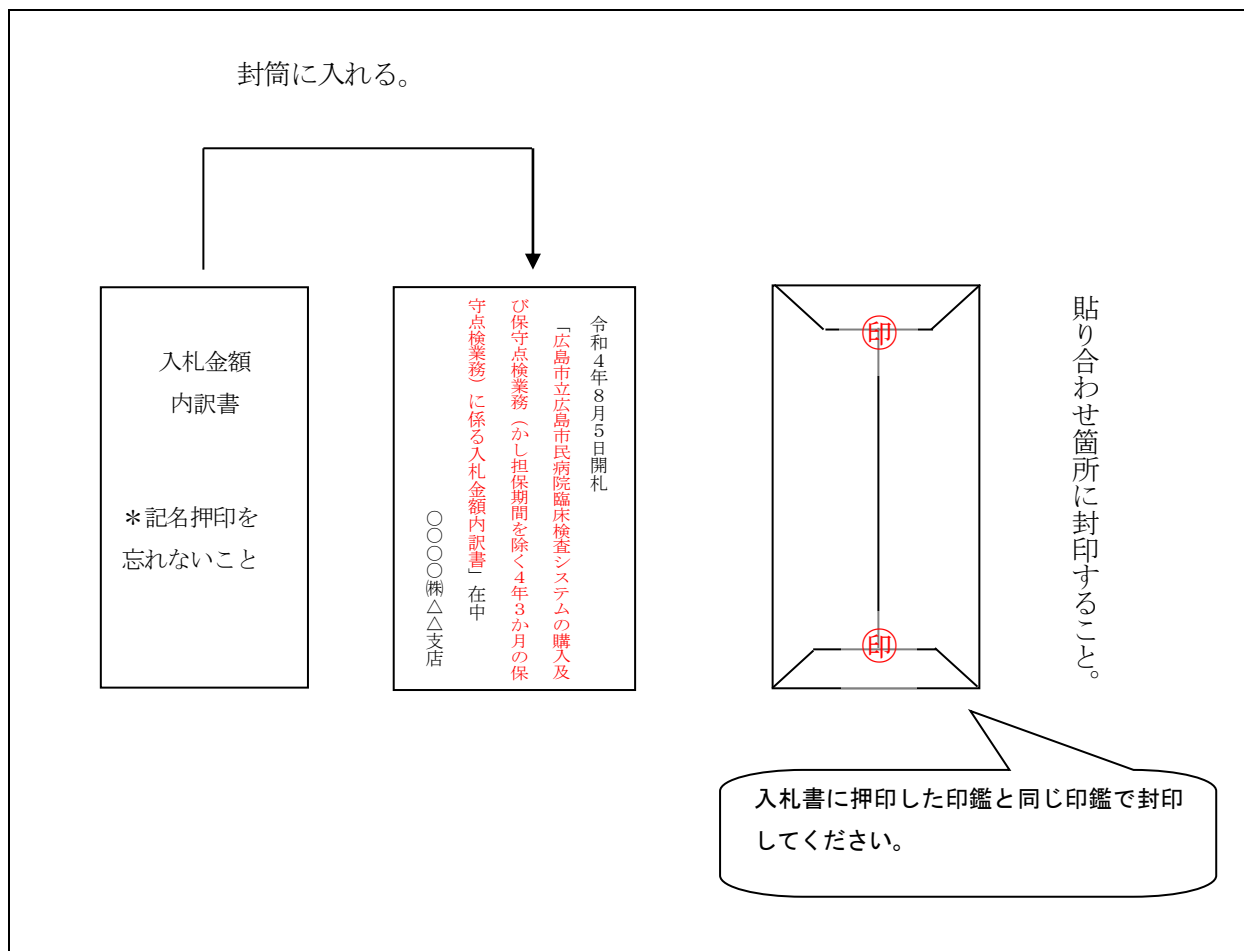 封筒に入れる。
入札金額
内訳書
＊記名押印を
忘れないこと
令和４年８月５日開札
「広島市立広島市民病院臨床検査システムの購入及
び保守点検業務（かし担保期間を除く４年３か月の保
守点検業務）に係る入札金額内訳書」在中
〇〇〇〇㈱△△支店
印
印
貼り合わせ箇所に封印すること。
入札書に押印した印鑑と同じ印鑑で封印
してください。